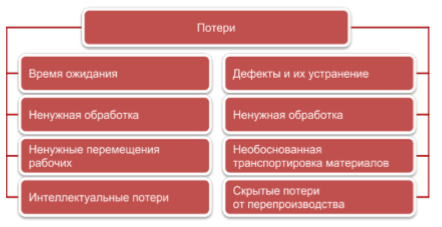 Потери
Время ожидания
Ненужная обработка
Ненужные перемещения
рабочих
Интеллектуальные потери
Дефекты и их устранение
Ненужная обработка
Необоснованная
транспортировка материалов
Скрытые потери
от перепроизводства